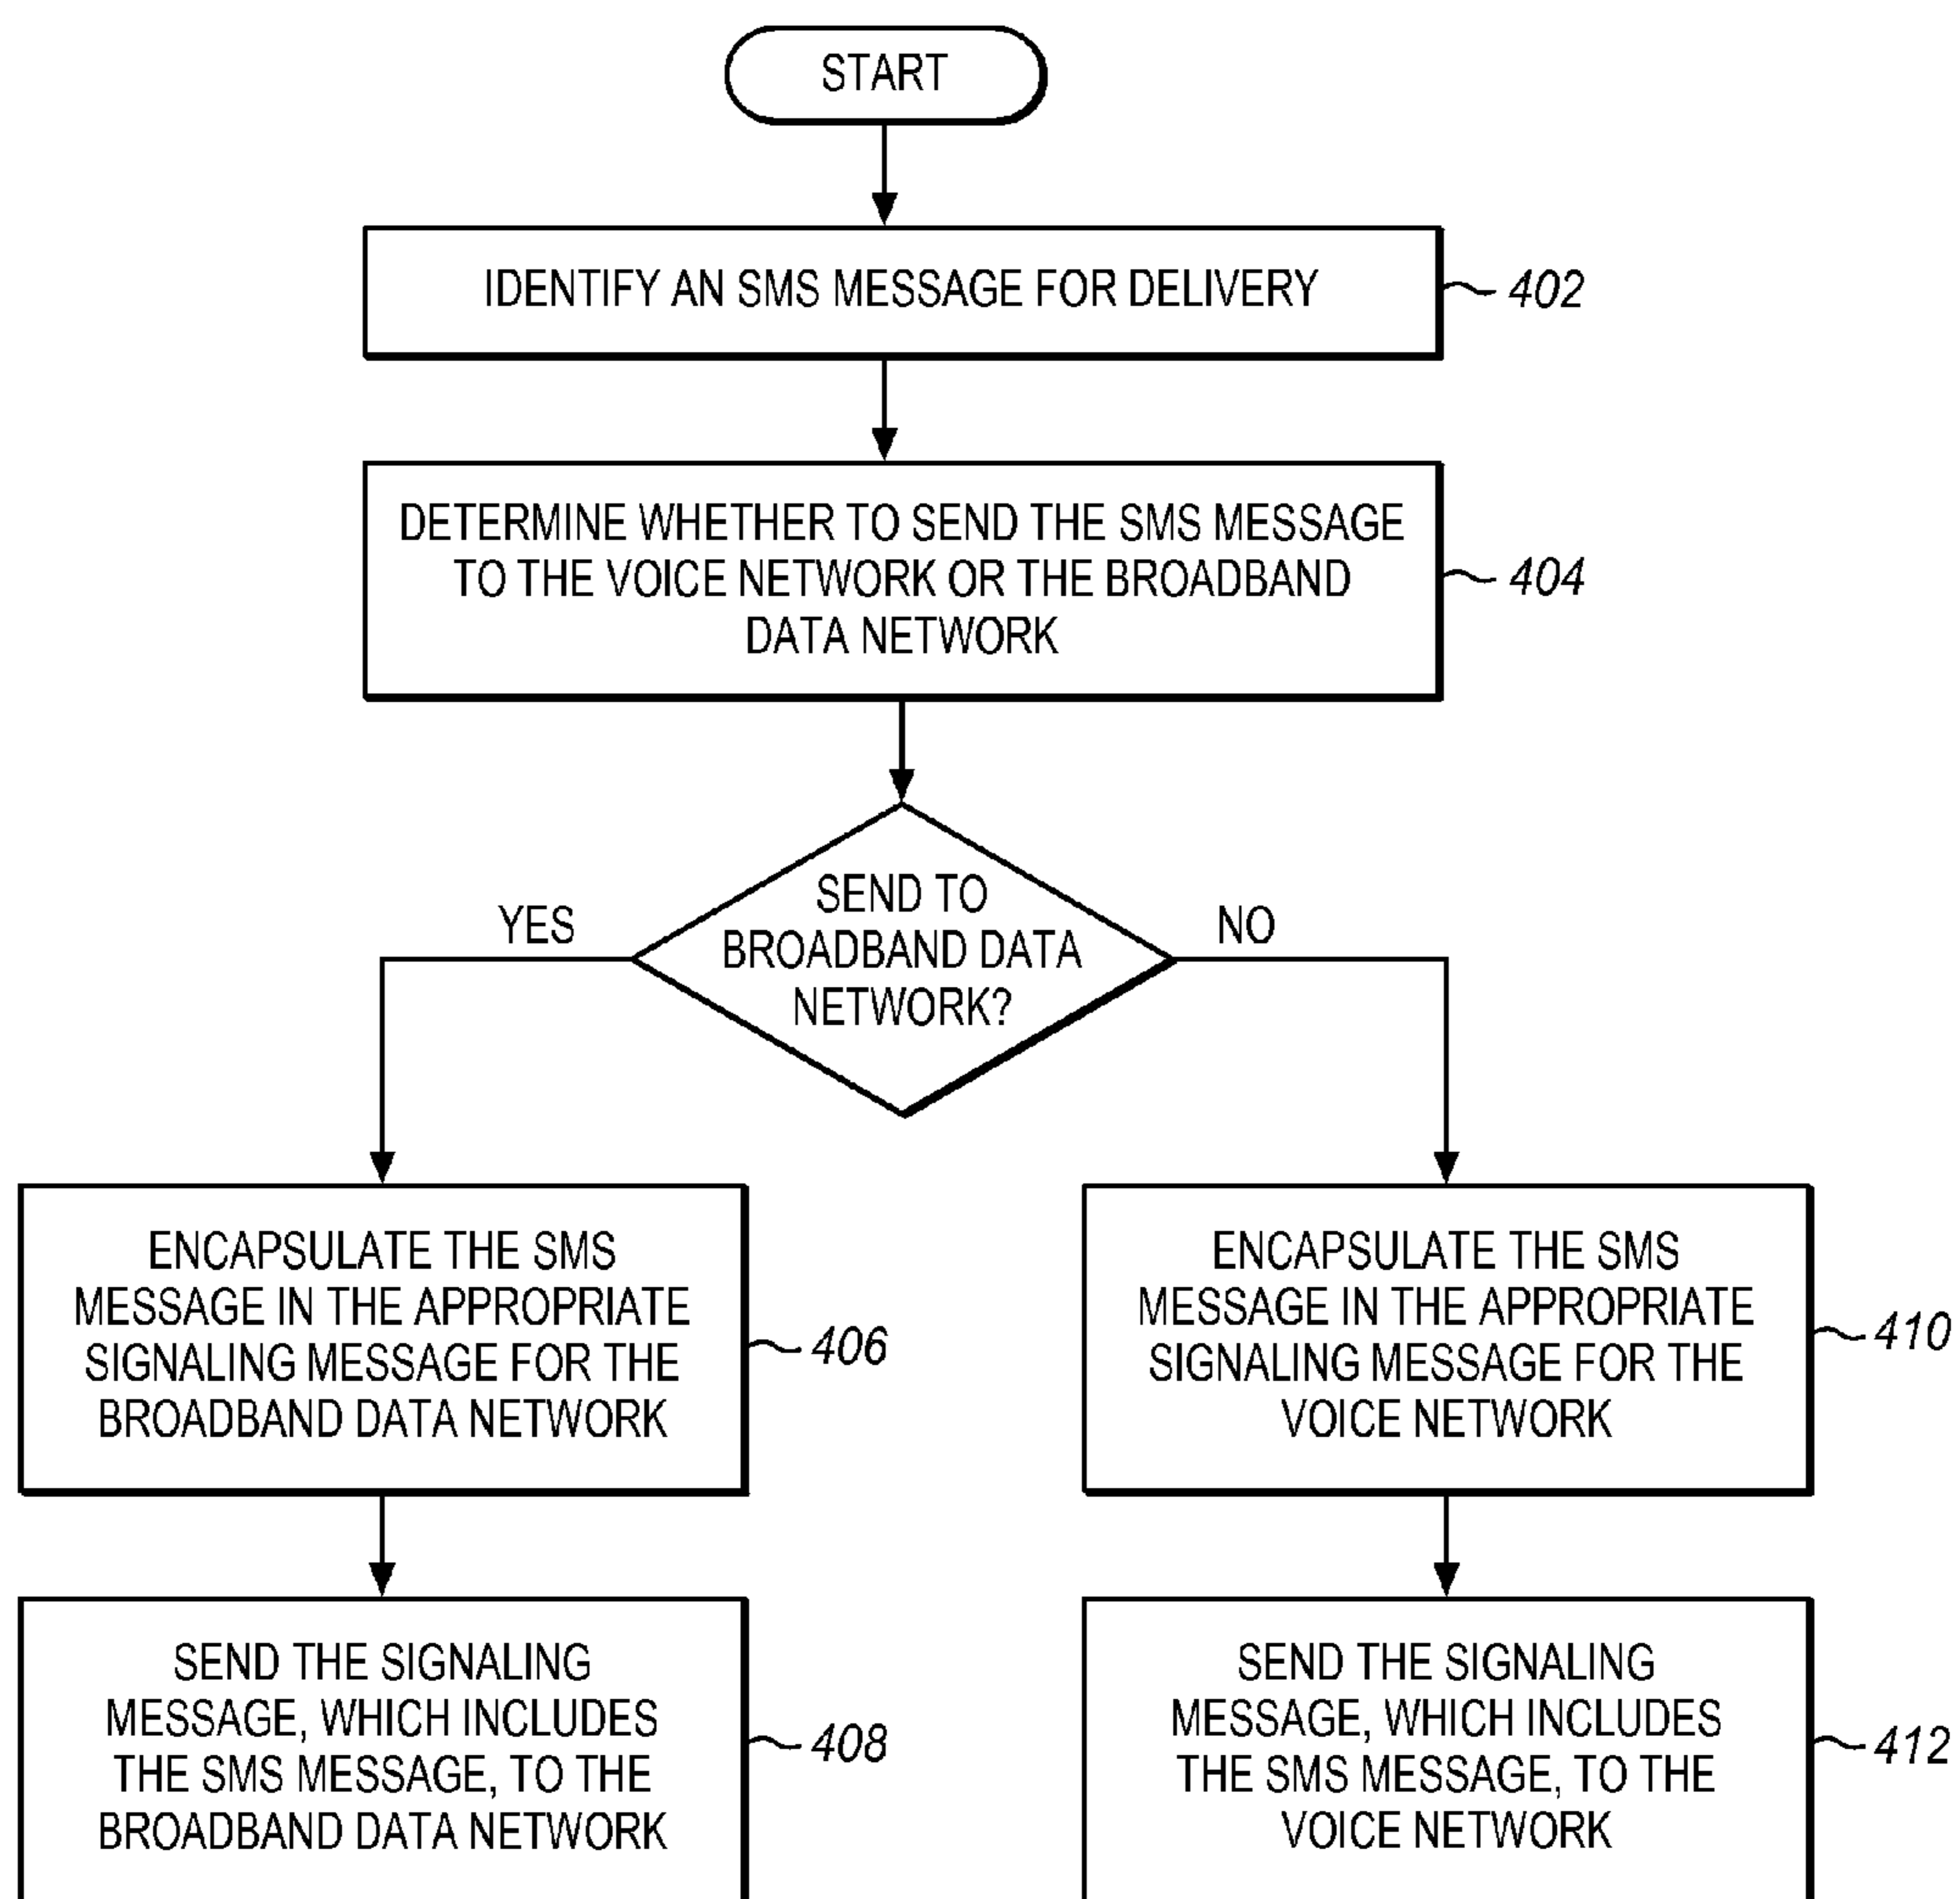 START
IDENTIFY AN SMS MESSAGE FOR DELIVERY
402
DETERMINE WHETHER TO SEND THE SMS MESSAGE
TO THE VOICE NETWORK OR THE BROADBAND
DATA NETWORK
404
SEND TO
BROADBAND DATA
NETWORK?
YES
NO
ENCAPSULATE THE SMS
MESSAGE IN THE APPROPRIATE
SIGNALING MESSAGE FOR THE
BROADBAND DATA NETWORK
406
ENCAPSULATE THE SMS
MESSAGE IN THE APPROPRIATE
SIGNALING MESSAGE FOR THE
VOICE NETWORK
410
SEND THE SIGNALING
MESSAGE, WHICH INCLUDES
THE SMS MESSAGE, TO THE
BROADBAND DATA NETWORK
408
SEND THE SIGNALING
MESSAGE, WHICH INCLUDES
THE SMS MESSAGE, TO THE
VOICE NETWORK
412